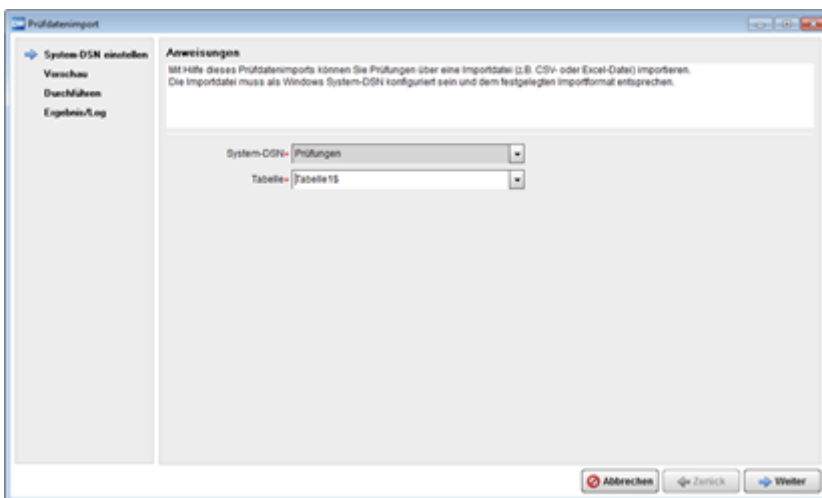 Prüfdatenimport
System-DSN einstellen
Vorschau
Durchführen
Ergebnis/Log
Anweisungen
Mit Hilfe dieses Prüfdatenimports können Sie Prüfungen über eine Importdatei (z.B. CSV- oder Excel-Datei) importieren.
Die Importdatei muss als Windows System-DSN konfiguriert sein und dem festgelegten Importformat entsprechen.
System-DSN Prüfungen
Tabelle Tabelle1$
Abbrechen Zurück Weiter